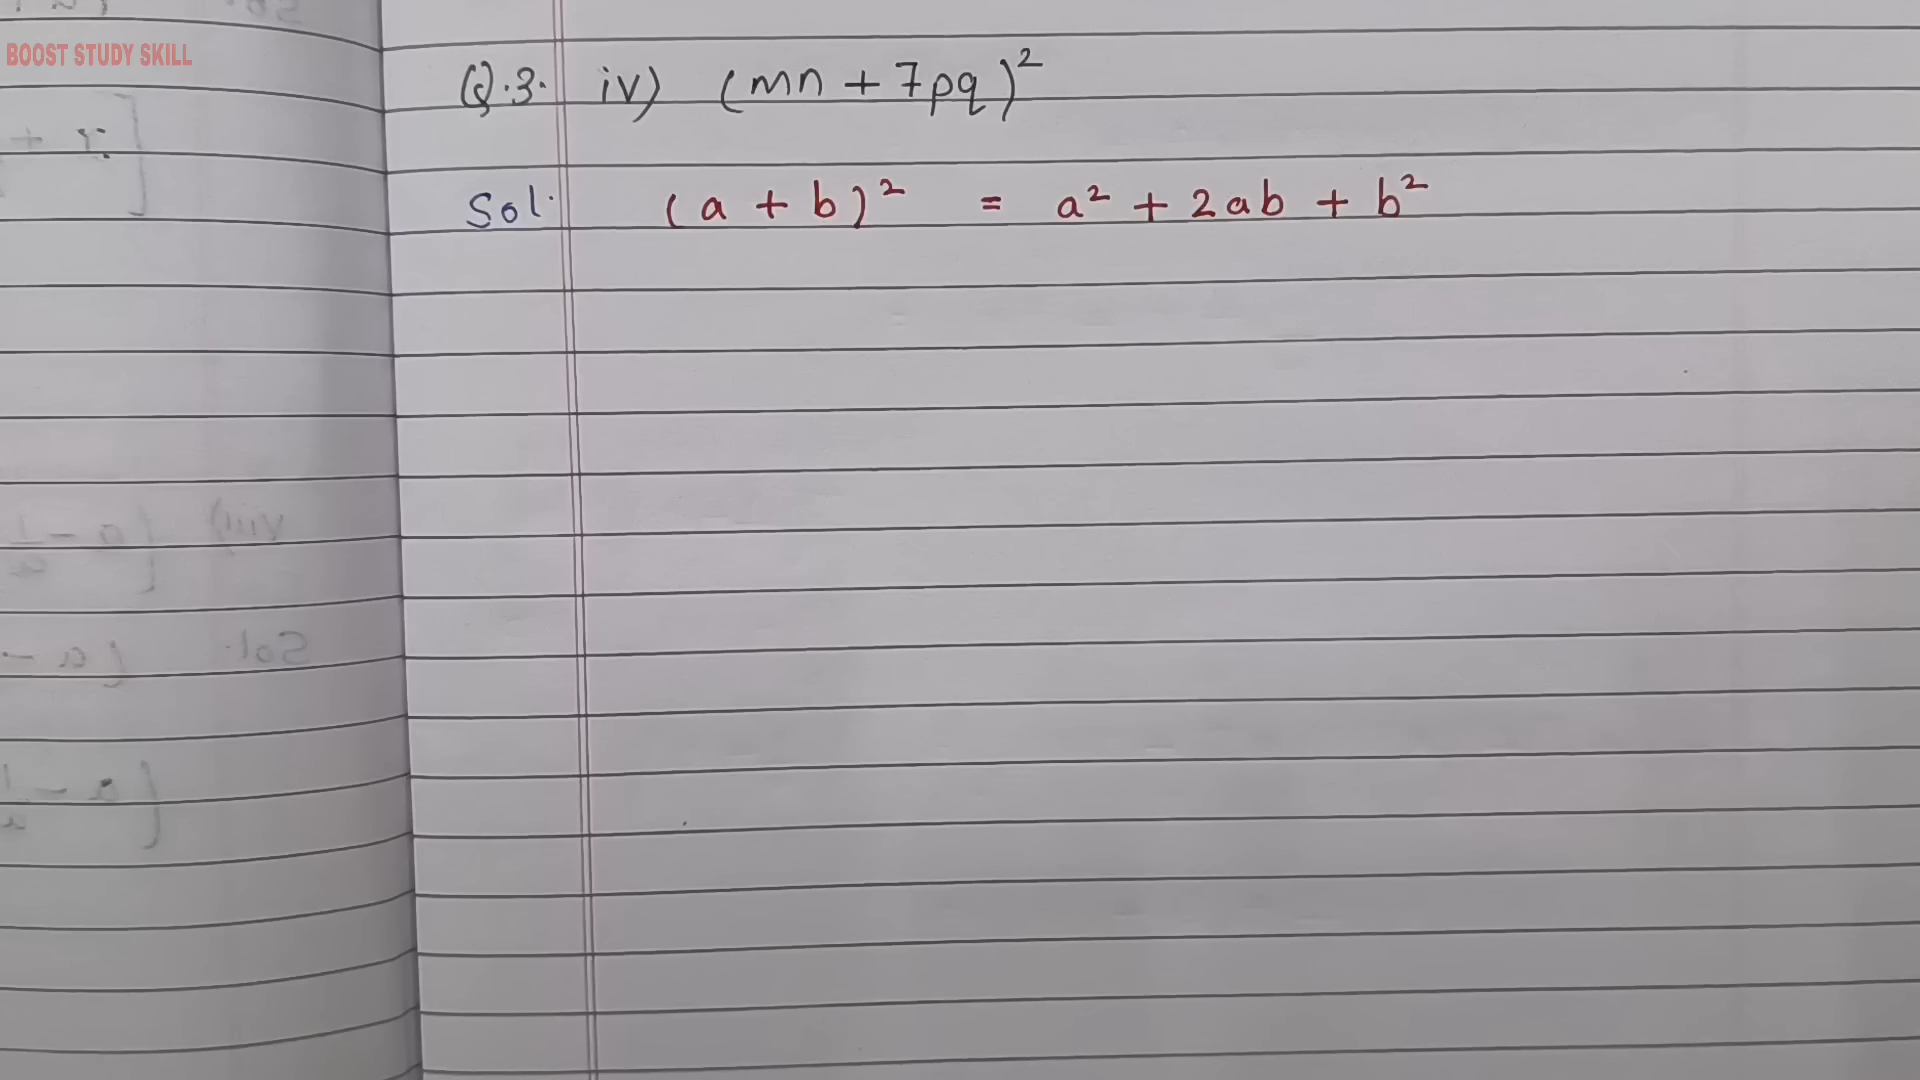 BOOST STUDY SKILL
Q.3. iv) (mn + 7pq)²
Sol. (a + b)² = a² + 2ab + b²